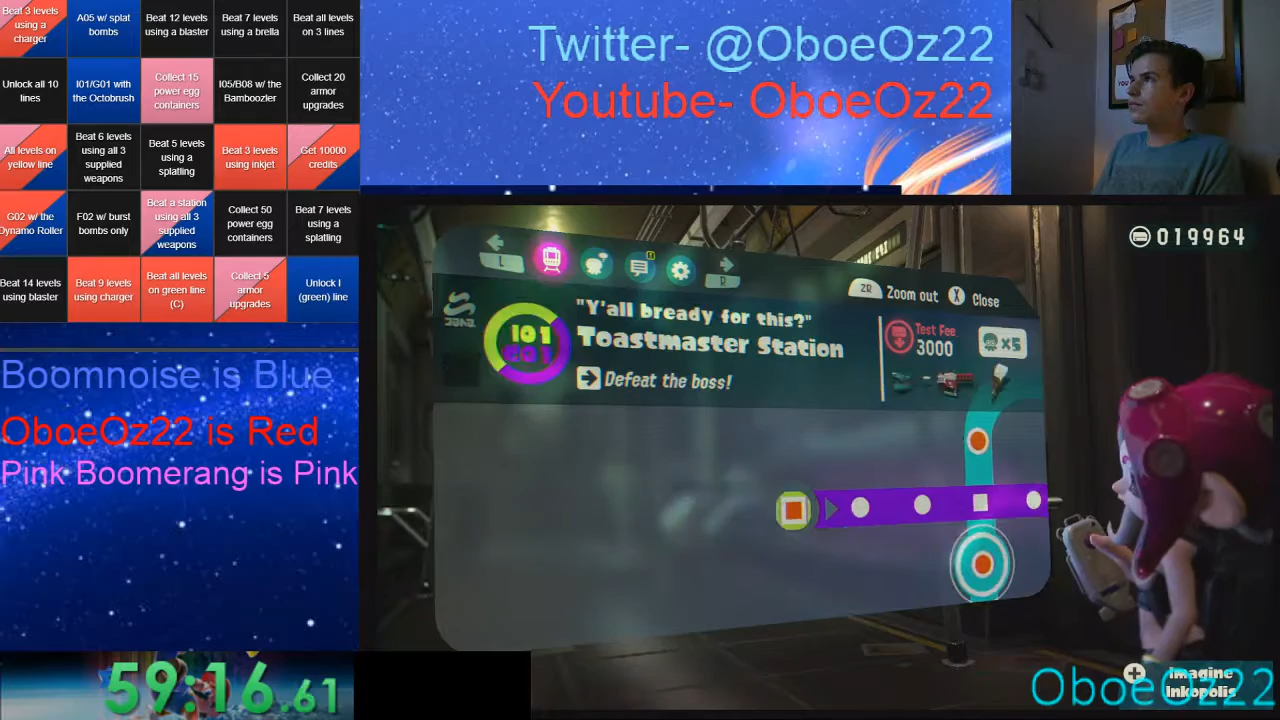 Beat 3 levels
using a
charger
A05 w/ splat
bombs
Beat 12 levels
using a blaster
Beat 7 levels
using a brella
Beat all levels
on 3 lines
Unlock all 10
lines
I01/G01 with
the Octobrush
Collect 15
power egg
containers
I05/B08 w/ the
Bamboozler
Collect 20
armor
upgrades
All levels on
yellow line
Beat 6 levels
using all 3
supplied
weapons
Beat 5 levels
using a
splatling
Beat 3 levels
using inkjet
Get 10000
credits
G02 w/ the
Dynamo Roller
F02 w/ burst
bombs only
Beat a station
using all 3
supplied
weapons
Collect 50
power egg
containers
Beat 7 levels
using a
splatling
Beat 14 levels
using blaster
Beat 9 levels
using charger
Beat all levels
on green line
(C)
Collect 5
armor
upgrades
Unlock I
(green) line
Boomnoise is Blue
OboeOz22 is Red
Pink Boomerang is Pink
59:16.61
Twitter- @OboeOz22
Youtube- OboeOz22
019964
L
R
ZR Zoom out
X Close
I01
G01
"Y'all bready for this?"
Toastmaster Station
Defeat the boss!
Test Fee
3000
x5
Imagine
Inkopolis
OboeOz22